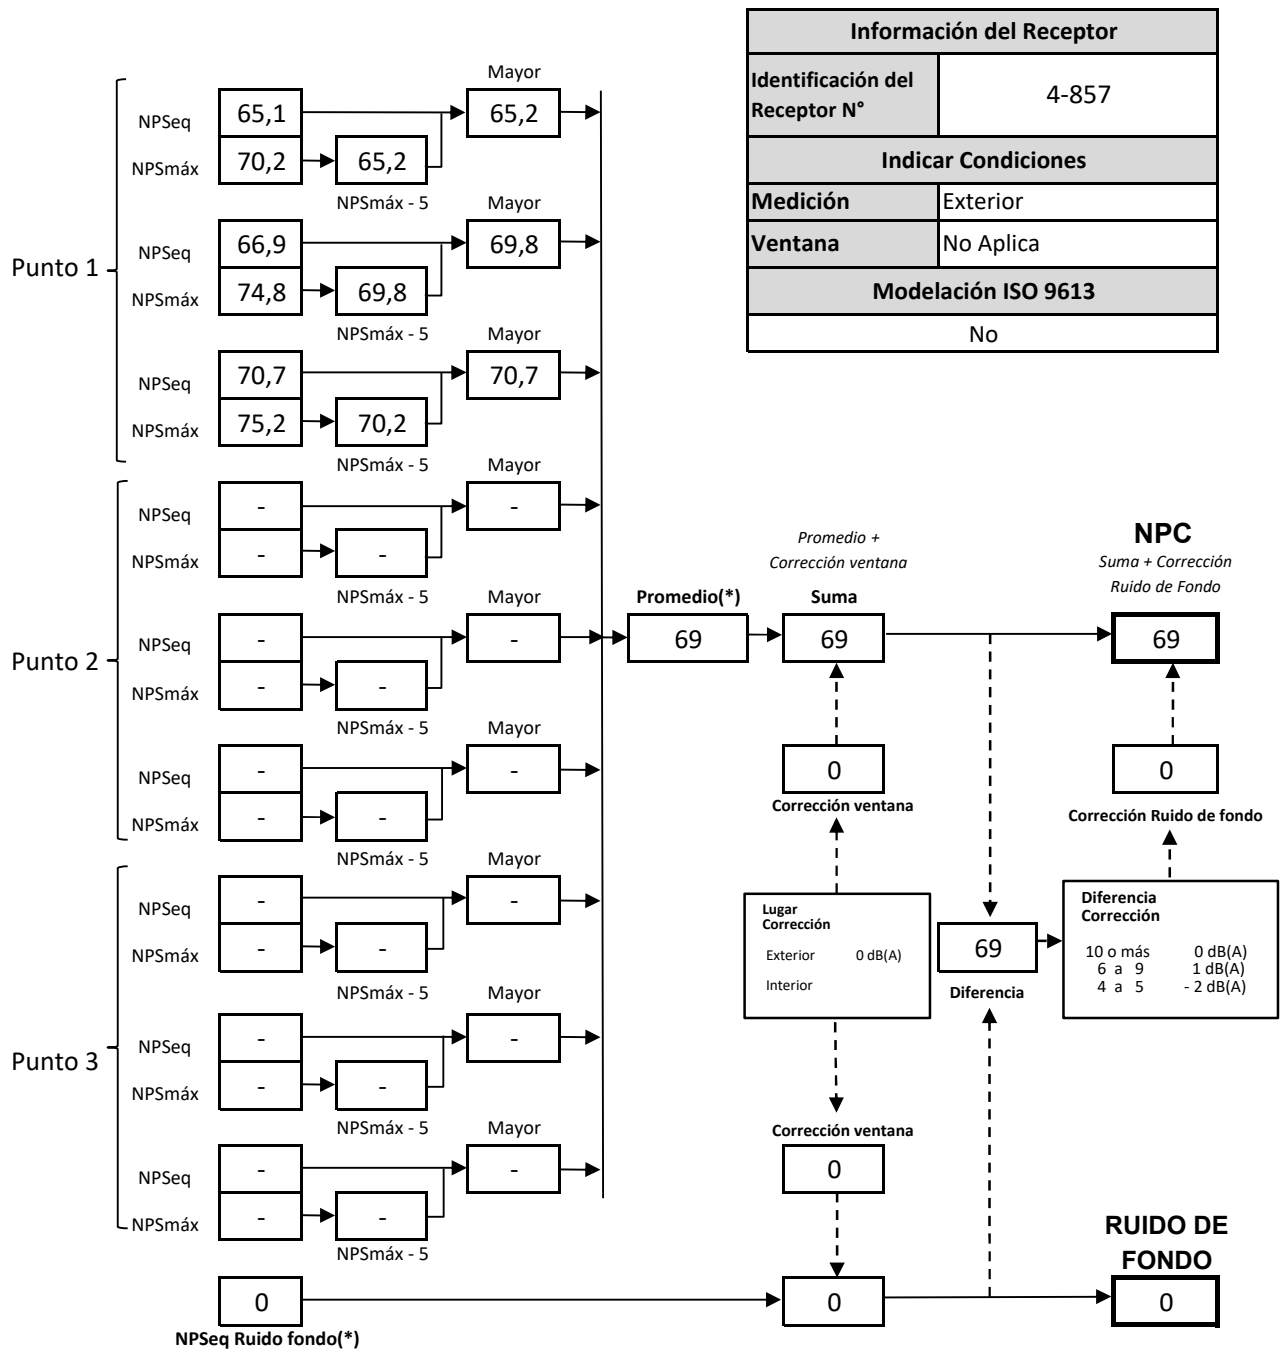 Información del Receptor
Identificación del Receptor N°
4-857
Indicar Condiciones
Medición
Exterior
Ventana
No Aplica
Modelación ISO 9613
No
Punto 1
Mayor
NPSeq
65,1
65,2
NPSmáx
70,2
65,2
NPSmáx - 5
Mayor
NPSeq
66,9
69,8
NPSmáx
74,8
69,8
NPSmáx - 5
Mayor
NPSeq
70,7
70,7
NPSmáx
75,2
70,2
NPSmáx - 5
Punto 2
Mayor
NPSeq
-
-
NPSmáx
-
-
NPSmáx - 5
Mayor
NPSeq
-
-
NPSmáx
-
-
NPSmáx - 5
Mayor
NPSeq
-
-
NPSmáx
-
-
NPSmáx - 5
Punto 3
Mayor
NPSeq
-
-
NPSmáx
-
-
NPSmáx - 5
Mayor
NPSeq
-
-
NPSmáx
-
-
NPSmáx - 5
Mayor
NPSeq
-
-
NPSmáx
-
-
NPSmáx - 5
0
NPSeq Ruido fondo(*)
Promedio(*)
69
Promedio +
Corrección ventana
Suma
69
0
Corrección ventana
Lugar
Corrección
Exterior 0 dB(A)
Interior
Corrección ventana
0
0
69
Diferencia
NPC
Suma + Corrección
Ruido de Fondo
69
0
Corrección Ruido de fondo
Diferencia
Corrección
10 o más 0 dB(A)
6 a 9 1 dB(A)
4 a 5 - 2 dB(A)
RUIDO DE
FONDO
0